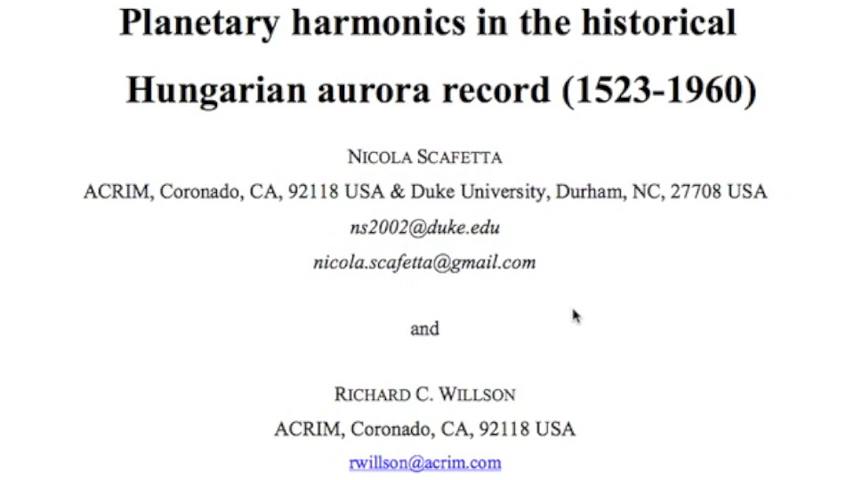 Planetary harmonics in the historical
Hungarian aurora record (1523-1960)
NICOLA SCAFETTA
ACRIM, Coronado, CA, 92118 USA & Duke University, Durham, NC, 27708 USA
ns2002@duke.edu
nicola.scafetta@gmail.com
and
RICHARD C. WILLSON
ACRIM, Coronado, CA, 92118 USA
rwillson@acrim.com